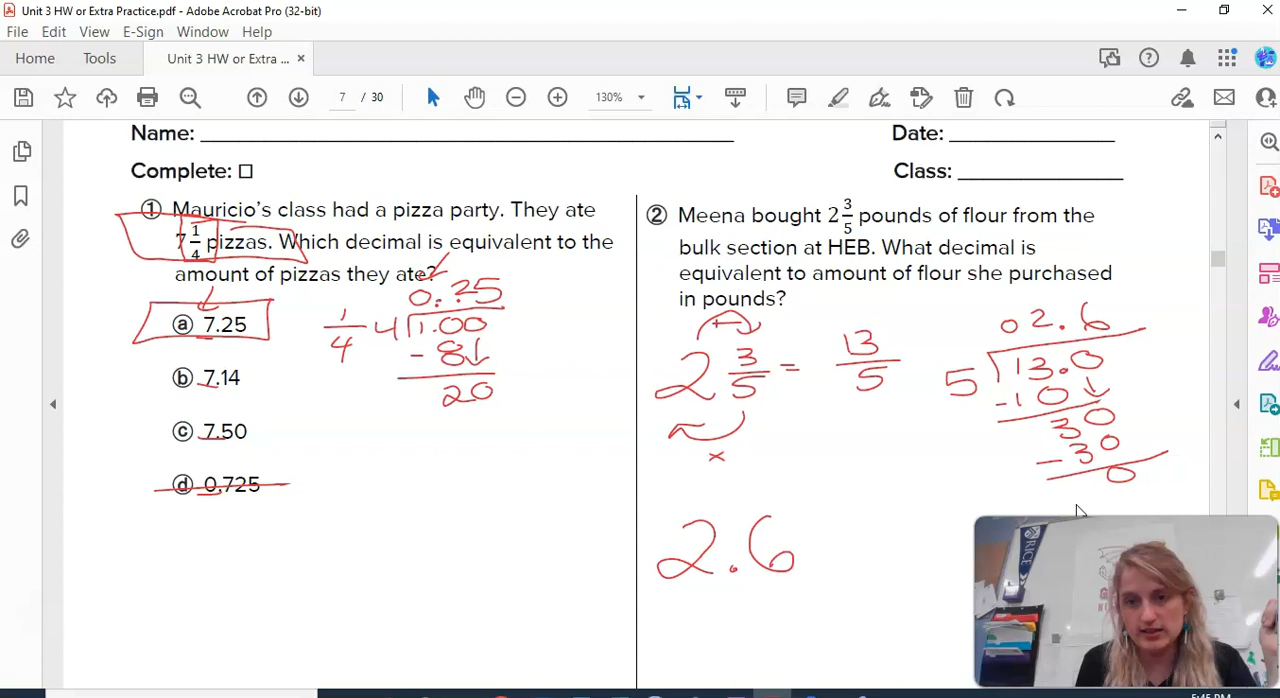 Unit 3 HW or Extra Practice.pdf - Adobe Acrobat Pro (32-bit)
File Edit View E-Sign Window Help
Home Tools Unit 3 HW or Extra ... ×
7 / 30 130%
Name: Date:
Complete: □ Class:
① Mauricio's class had a pizza party. They ate
7 1/4 pizzas. Which decimal is equivalent to the
amount of pizzas they ate?
ⓐ 7.25
ⓑ 7.14
ⓒ 7.50
ⓓ 0.725
0.25
1/4 4 1.00
- 8
20
② Meena bought 2 3/5 pounds of flour from the
bulk section at HEB. What decimal is
equivalent to amount of flour she purchased
in pounds?
+
2 3/5 = 13/5
×
02.6
5 13.0
-10
30
-30
0
2.6
RICE
5:45 PM